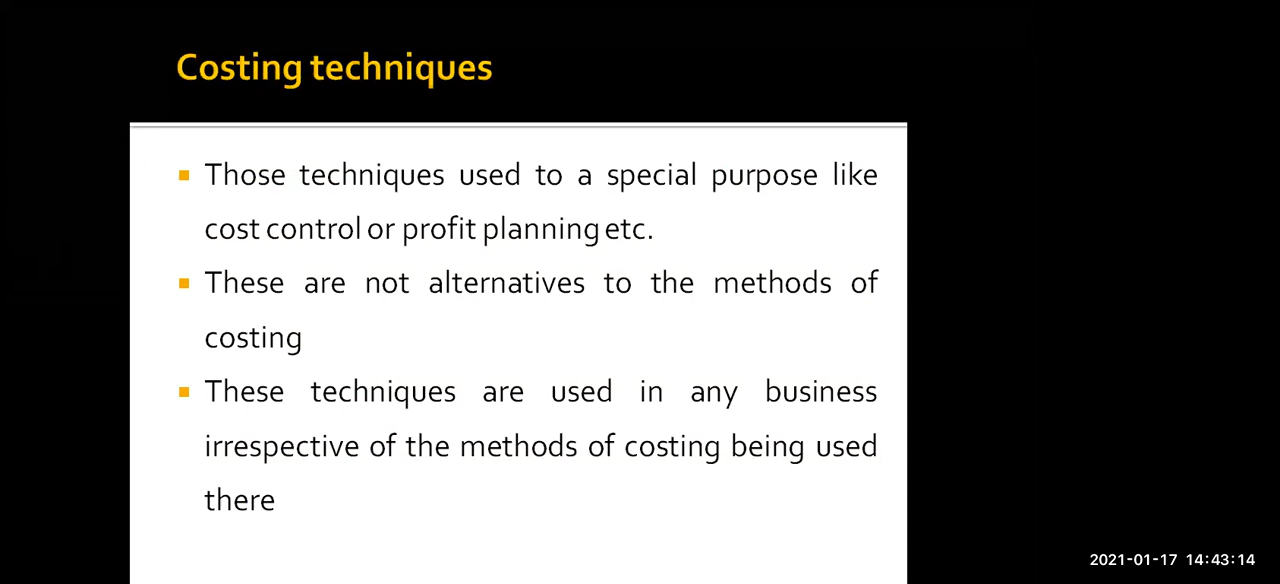 Costing techniques
▪ Those techniques used to a special purpose like
cost control or profit planning etc.
▪ These are not alternatives to the methods of
costing
▪ These techniques are used in any business
irrespective of the methods of costing being used
there
2021-01-17 14:43:14